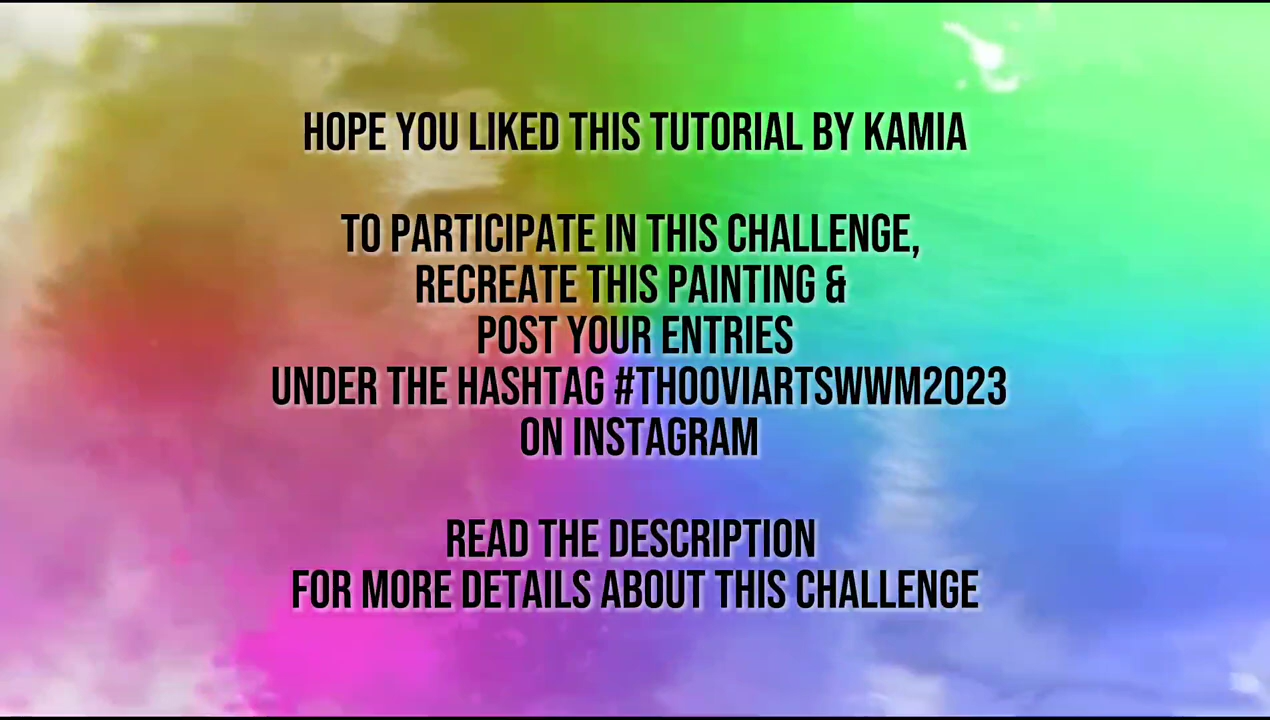 HOPE YOU LIKED THIS TUTORIAL BY KAMIA
TO PARTICIPATE IN THIS CHALLENGE,
RECREATE THIS PAINTING &
POST YOUR ENTRIES
UNDER THE HASHTAG #THOOVIARTSWWM2023
ON INSTAGRAM
READ THE DESCRIPTION
FOR MORE DETAILS ABOUT THIS CHALLENGE